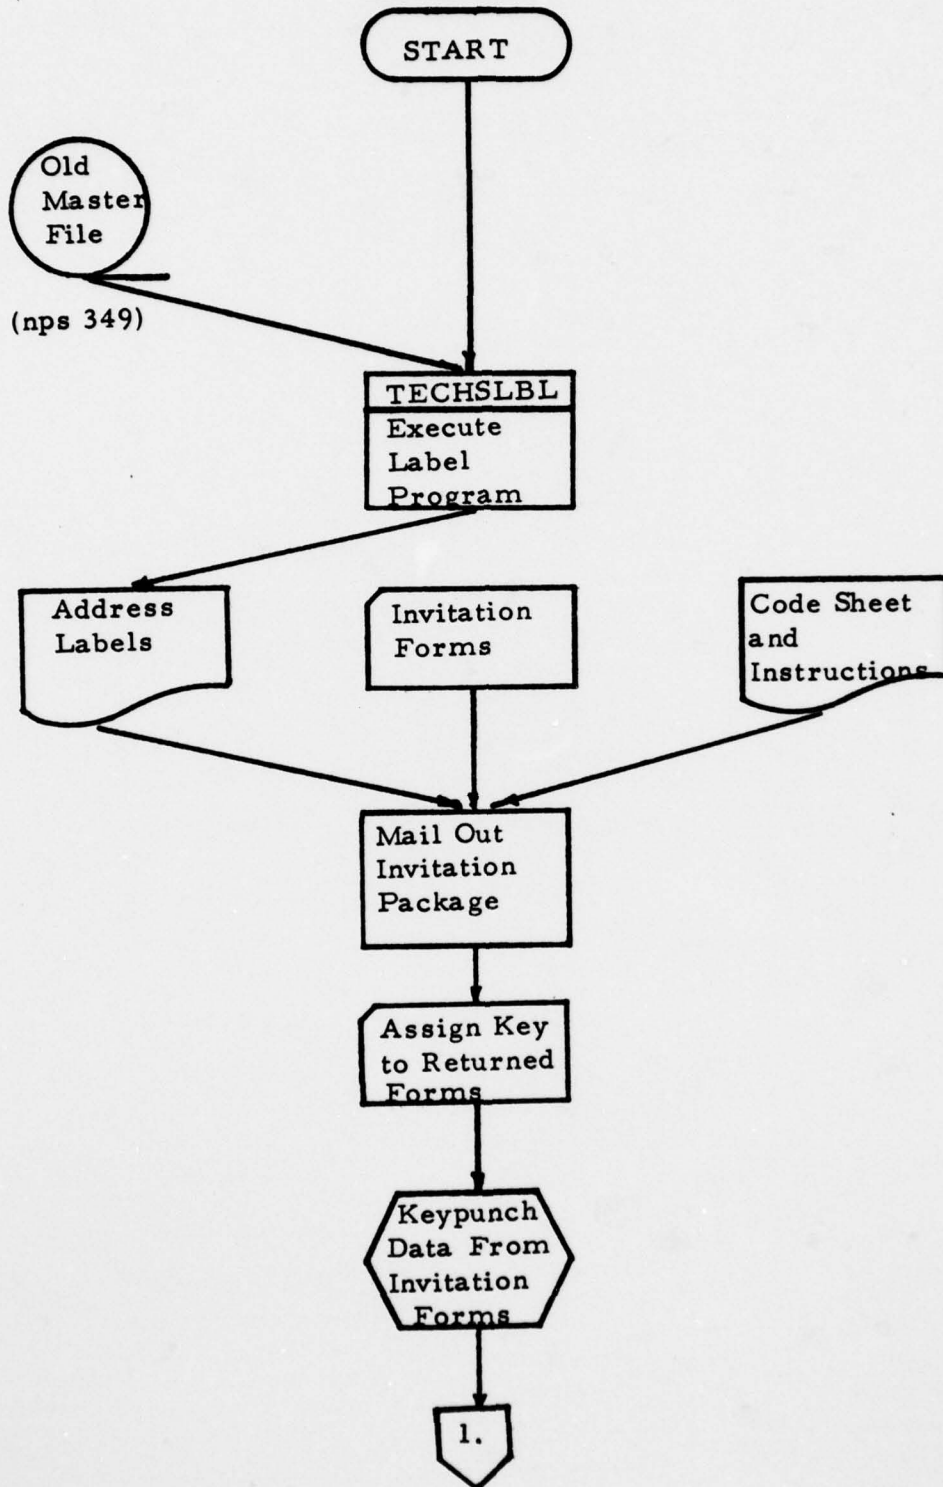 START
Old
Master
File
(nps 349)
TECHSLBL
Execute
Label
Program
Address
Labels
Invitation
Forms
Code Sheet
and
Instructions
Mail Out
Invitation
Package
Assign Key
to Returned
Forms
Keypunch
Data From
Invitation
Forms
1.